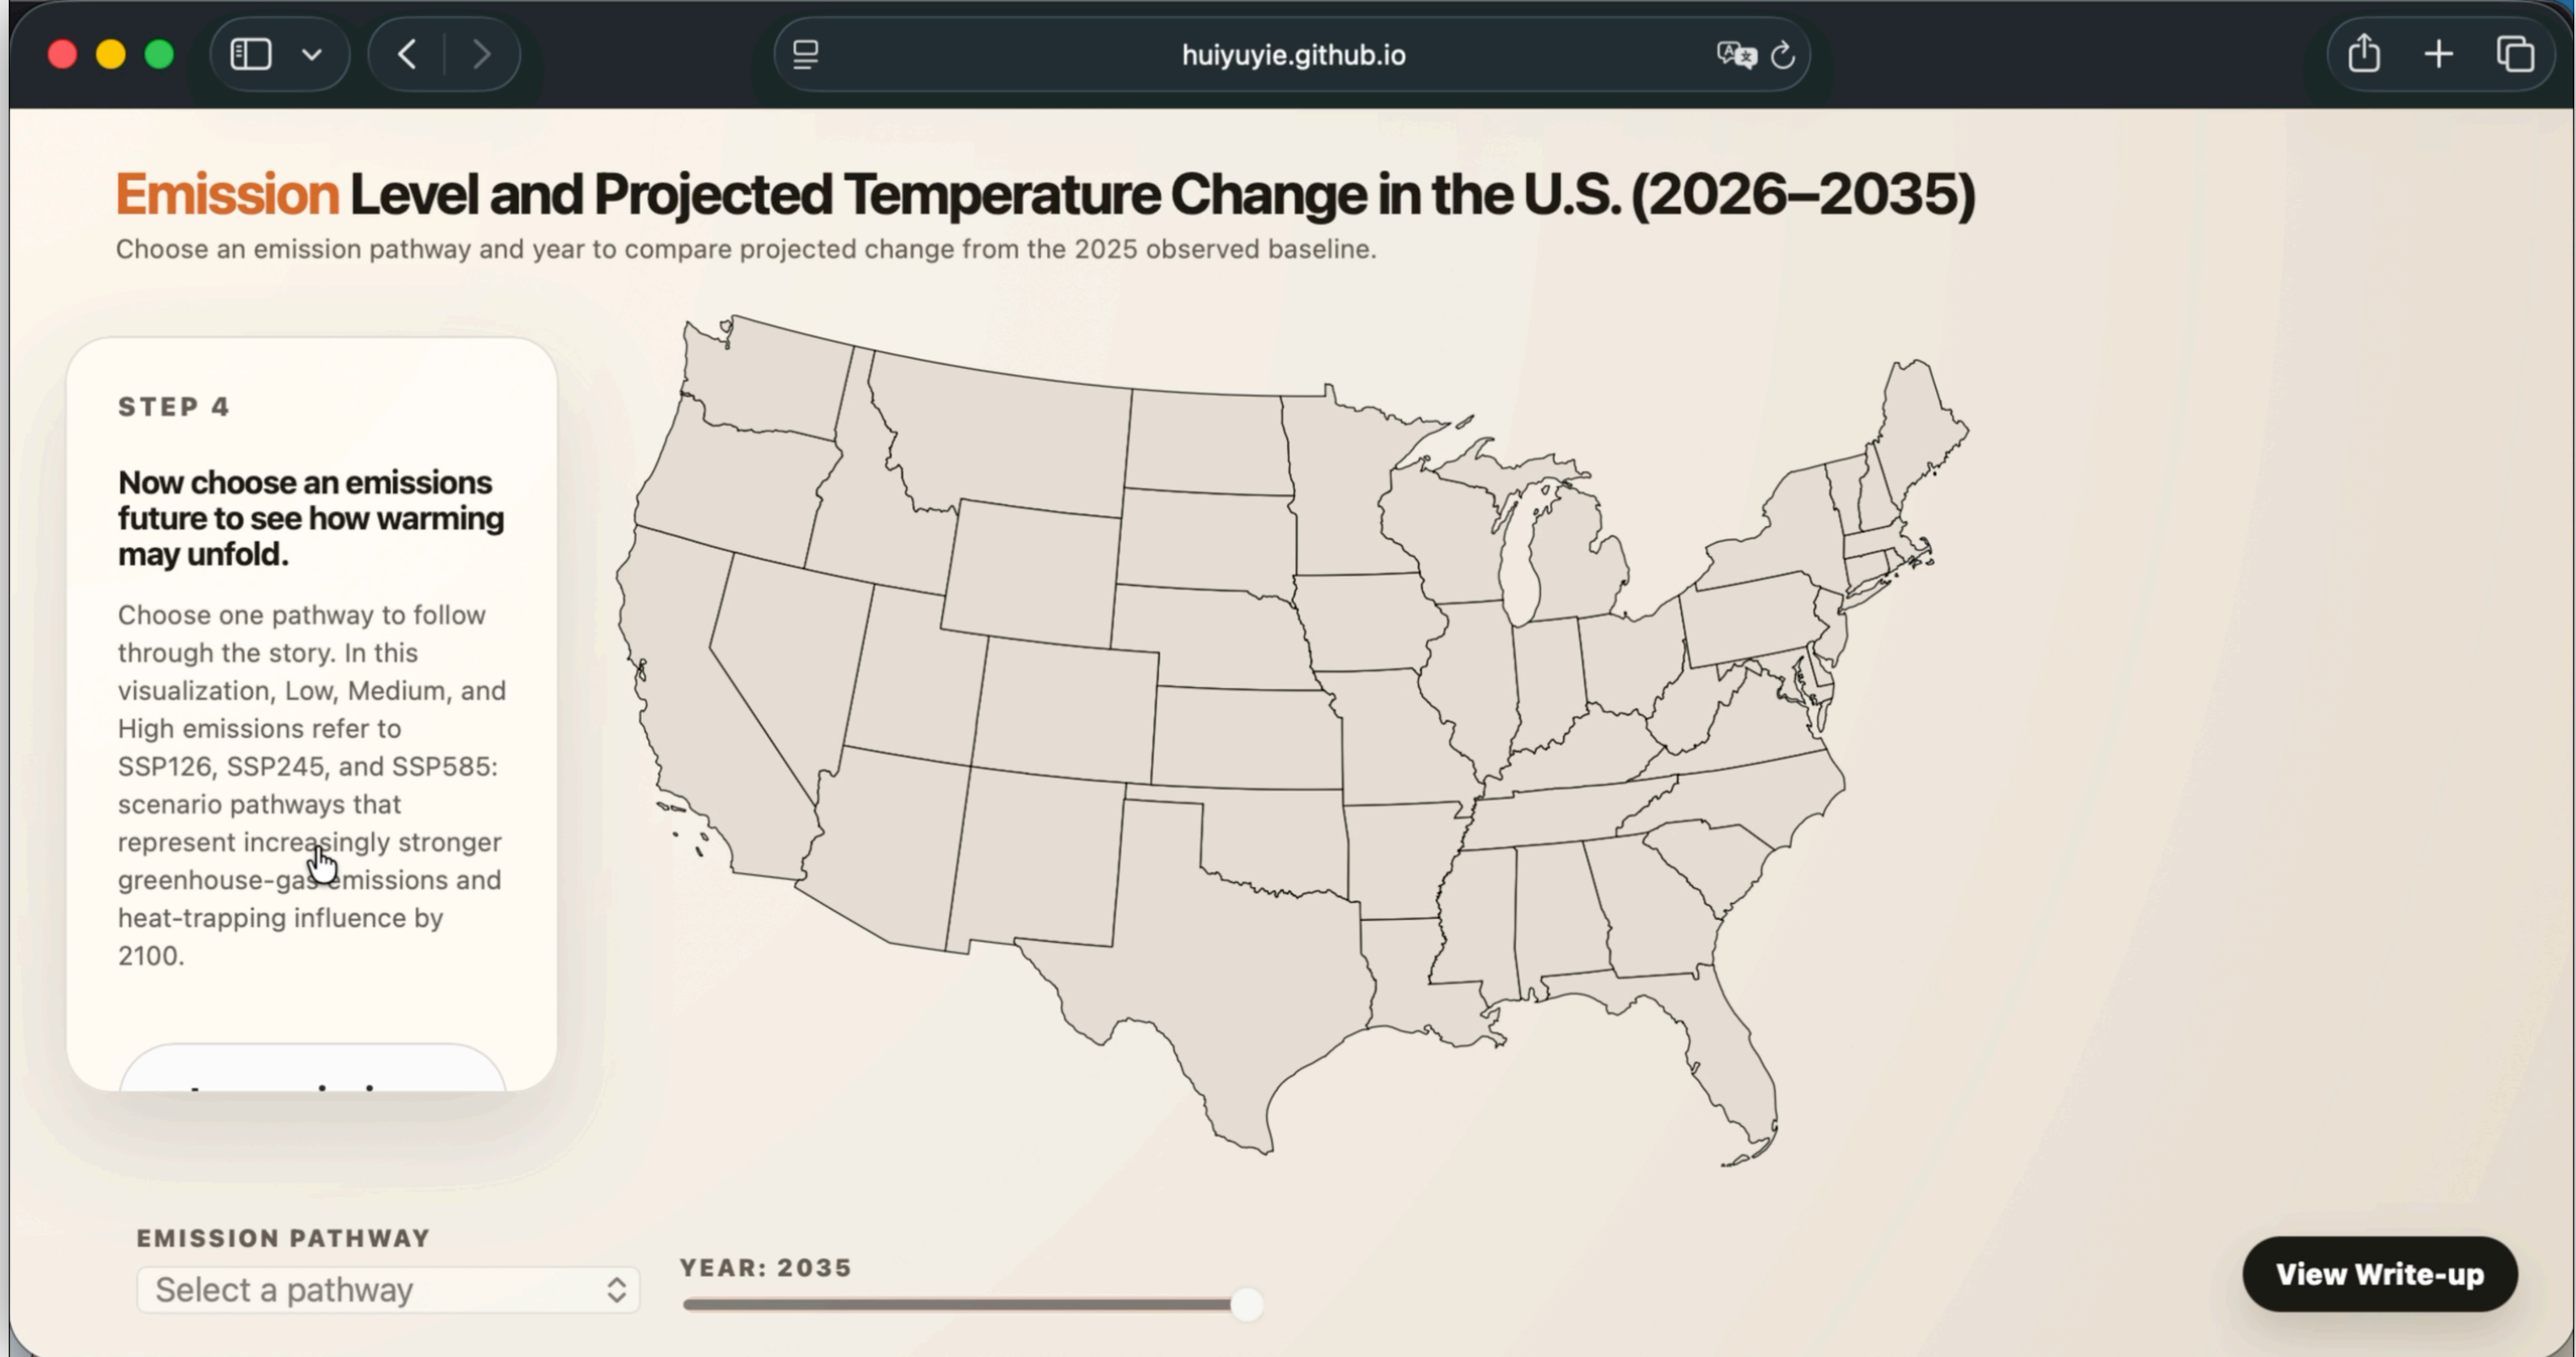 huiyuyie.github.io
Emission Level and Projected Temperature Change in the U.S. (2026–2035)
Choose an emission pathway and year to compare projected change from the 2025 observed baseline.
STEP 4
Now choose an emissions
future to see how warming
may unfold.
Choose one pathway to follow
through the story. In this
visualization, Low, Medium, and
High emissions refer to
SSP126, SSP245, and SSP585:
scenario pathways that
represent increasingly stronger
greenhouse-gas emissions and
heat-trapping influence by
2100.
EMISSION PATHWAY
Select a pathway
YEAR: 2035
View Write-up